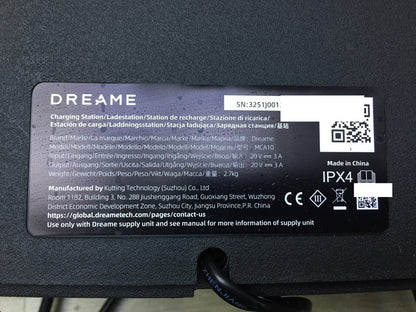 DREAME
SN:3251J001
Charging Station/Ladestation/Station de recharge/Stazione di ricarica/
Estación de carga/Laddningsstation/Stacja ładująca/Зарядная станция/基站
Brand/Marke/La marque/Marchio/Marca/Märke/Marka/Марка/品牌: Dreame
Model/Modell/Modèle/Modello/Modelo/Modell/Model/Модель/型号: MCA10
Input/Eingang/Entrée/Ingresso/Ingang/Ingång/Wejście/Ввод/输入: 20 V⎓ 3 A
Output/Ausgang/Sortie/Uscita/Salida/Utgång/Wyjście/Вывод/输出: 20 V⎓ 3 A
Weight/Gewicht/Poids/Peso/Peso/Vikt/Waga/Масса/重量: 2.7kg
Made in China
IPX4
Manufactured by Kutting Technology (Suzhou) Co., Ltd
Room 1182, Building 3, No. 288 Jiushenggang Road, Guoxiang Street, Wuzhong
District Economic Development Zone, Suzhou City, Jiangsu Province,P.R. China
https://global.dreametech.com/pages/contact-us
Use only with Dreame supply unit and see manual for more information of supply unit